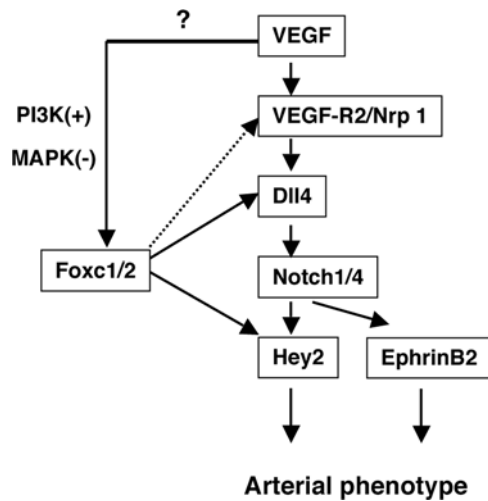 ?
VEGF
PI3K(+)
VEGF-R2/Nrp 1
MAPK(-)
Dll4
Foxc1/2
Notch1/4
Hey2
EphrinB2
Arterial phenotype